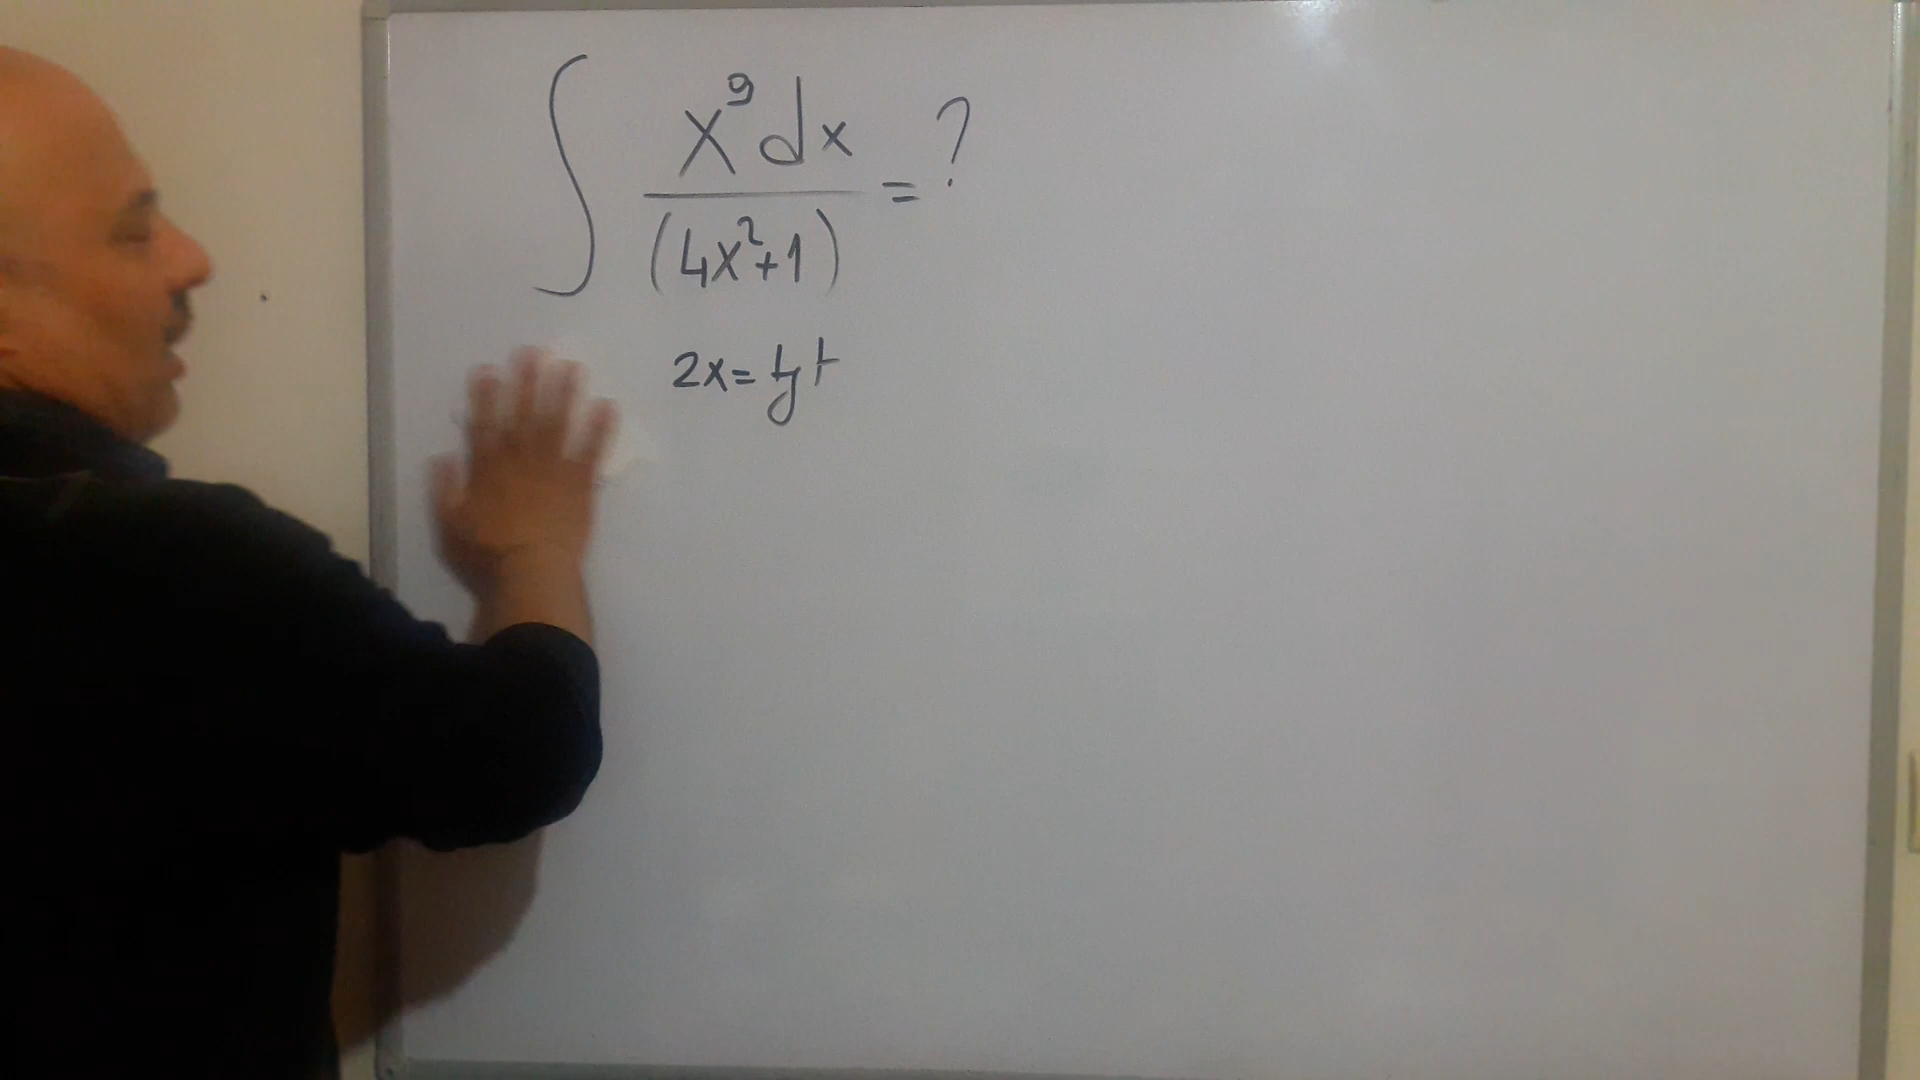 ∫ x⁹dx / (4x²+1) = ?
2x = tgt